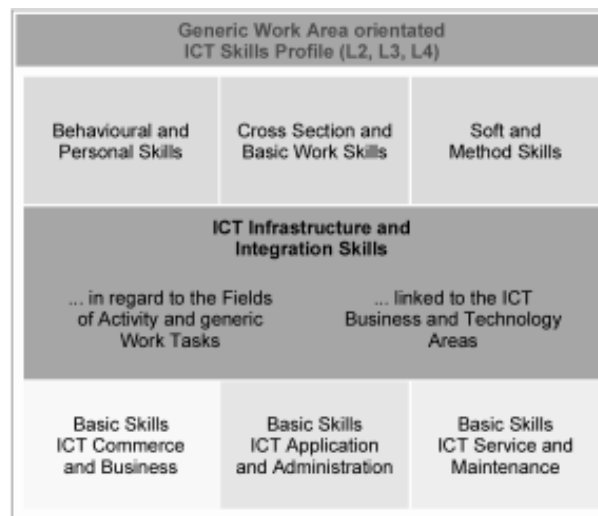 Generic Work Area orientated
ICT Skills Profile (L2, L3, L4)
Behavioural and
Personal Skills
Cross Section and
Basic Work Skills
Soft and
Method Skills
ICT Infrastructure and
Integration Skills
... in regard to the Fields
of Activity and generic
Work Tasks
... linked to the ICT
Business and Technology
Areas
Basic Skills
ICT Commerce
and Business
Basic Skills
ICT Application
and Administration
Basic Skills
ICT Service and
Maintenance